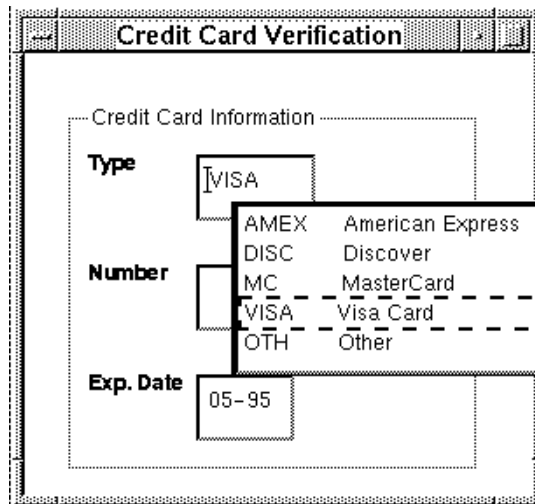 Credit Card Verification
Credit Card Information
Type
VISA
AMEX American Express
DISC Discover
Number
MC MasterCard
VISA Visa Card
OTH Other
Exp. Date
05-95